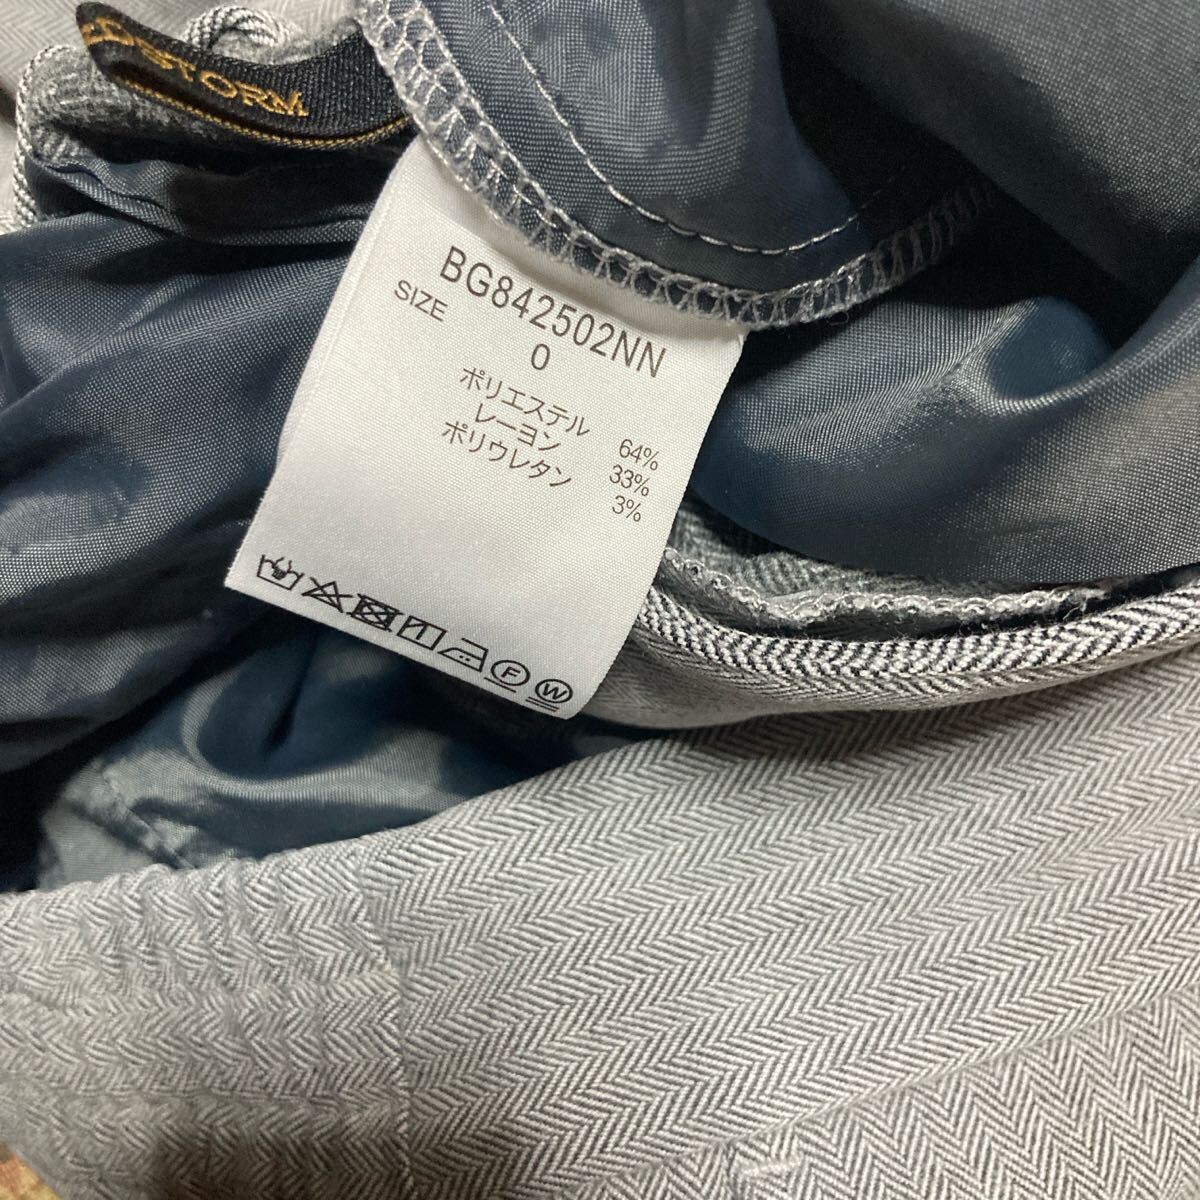 DSTORM
BG842502NN
SIZE 0
ポリエステル 64%
レーヨン 33%
ポリウレタン 3%
F W